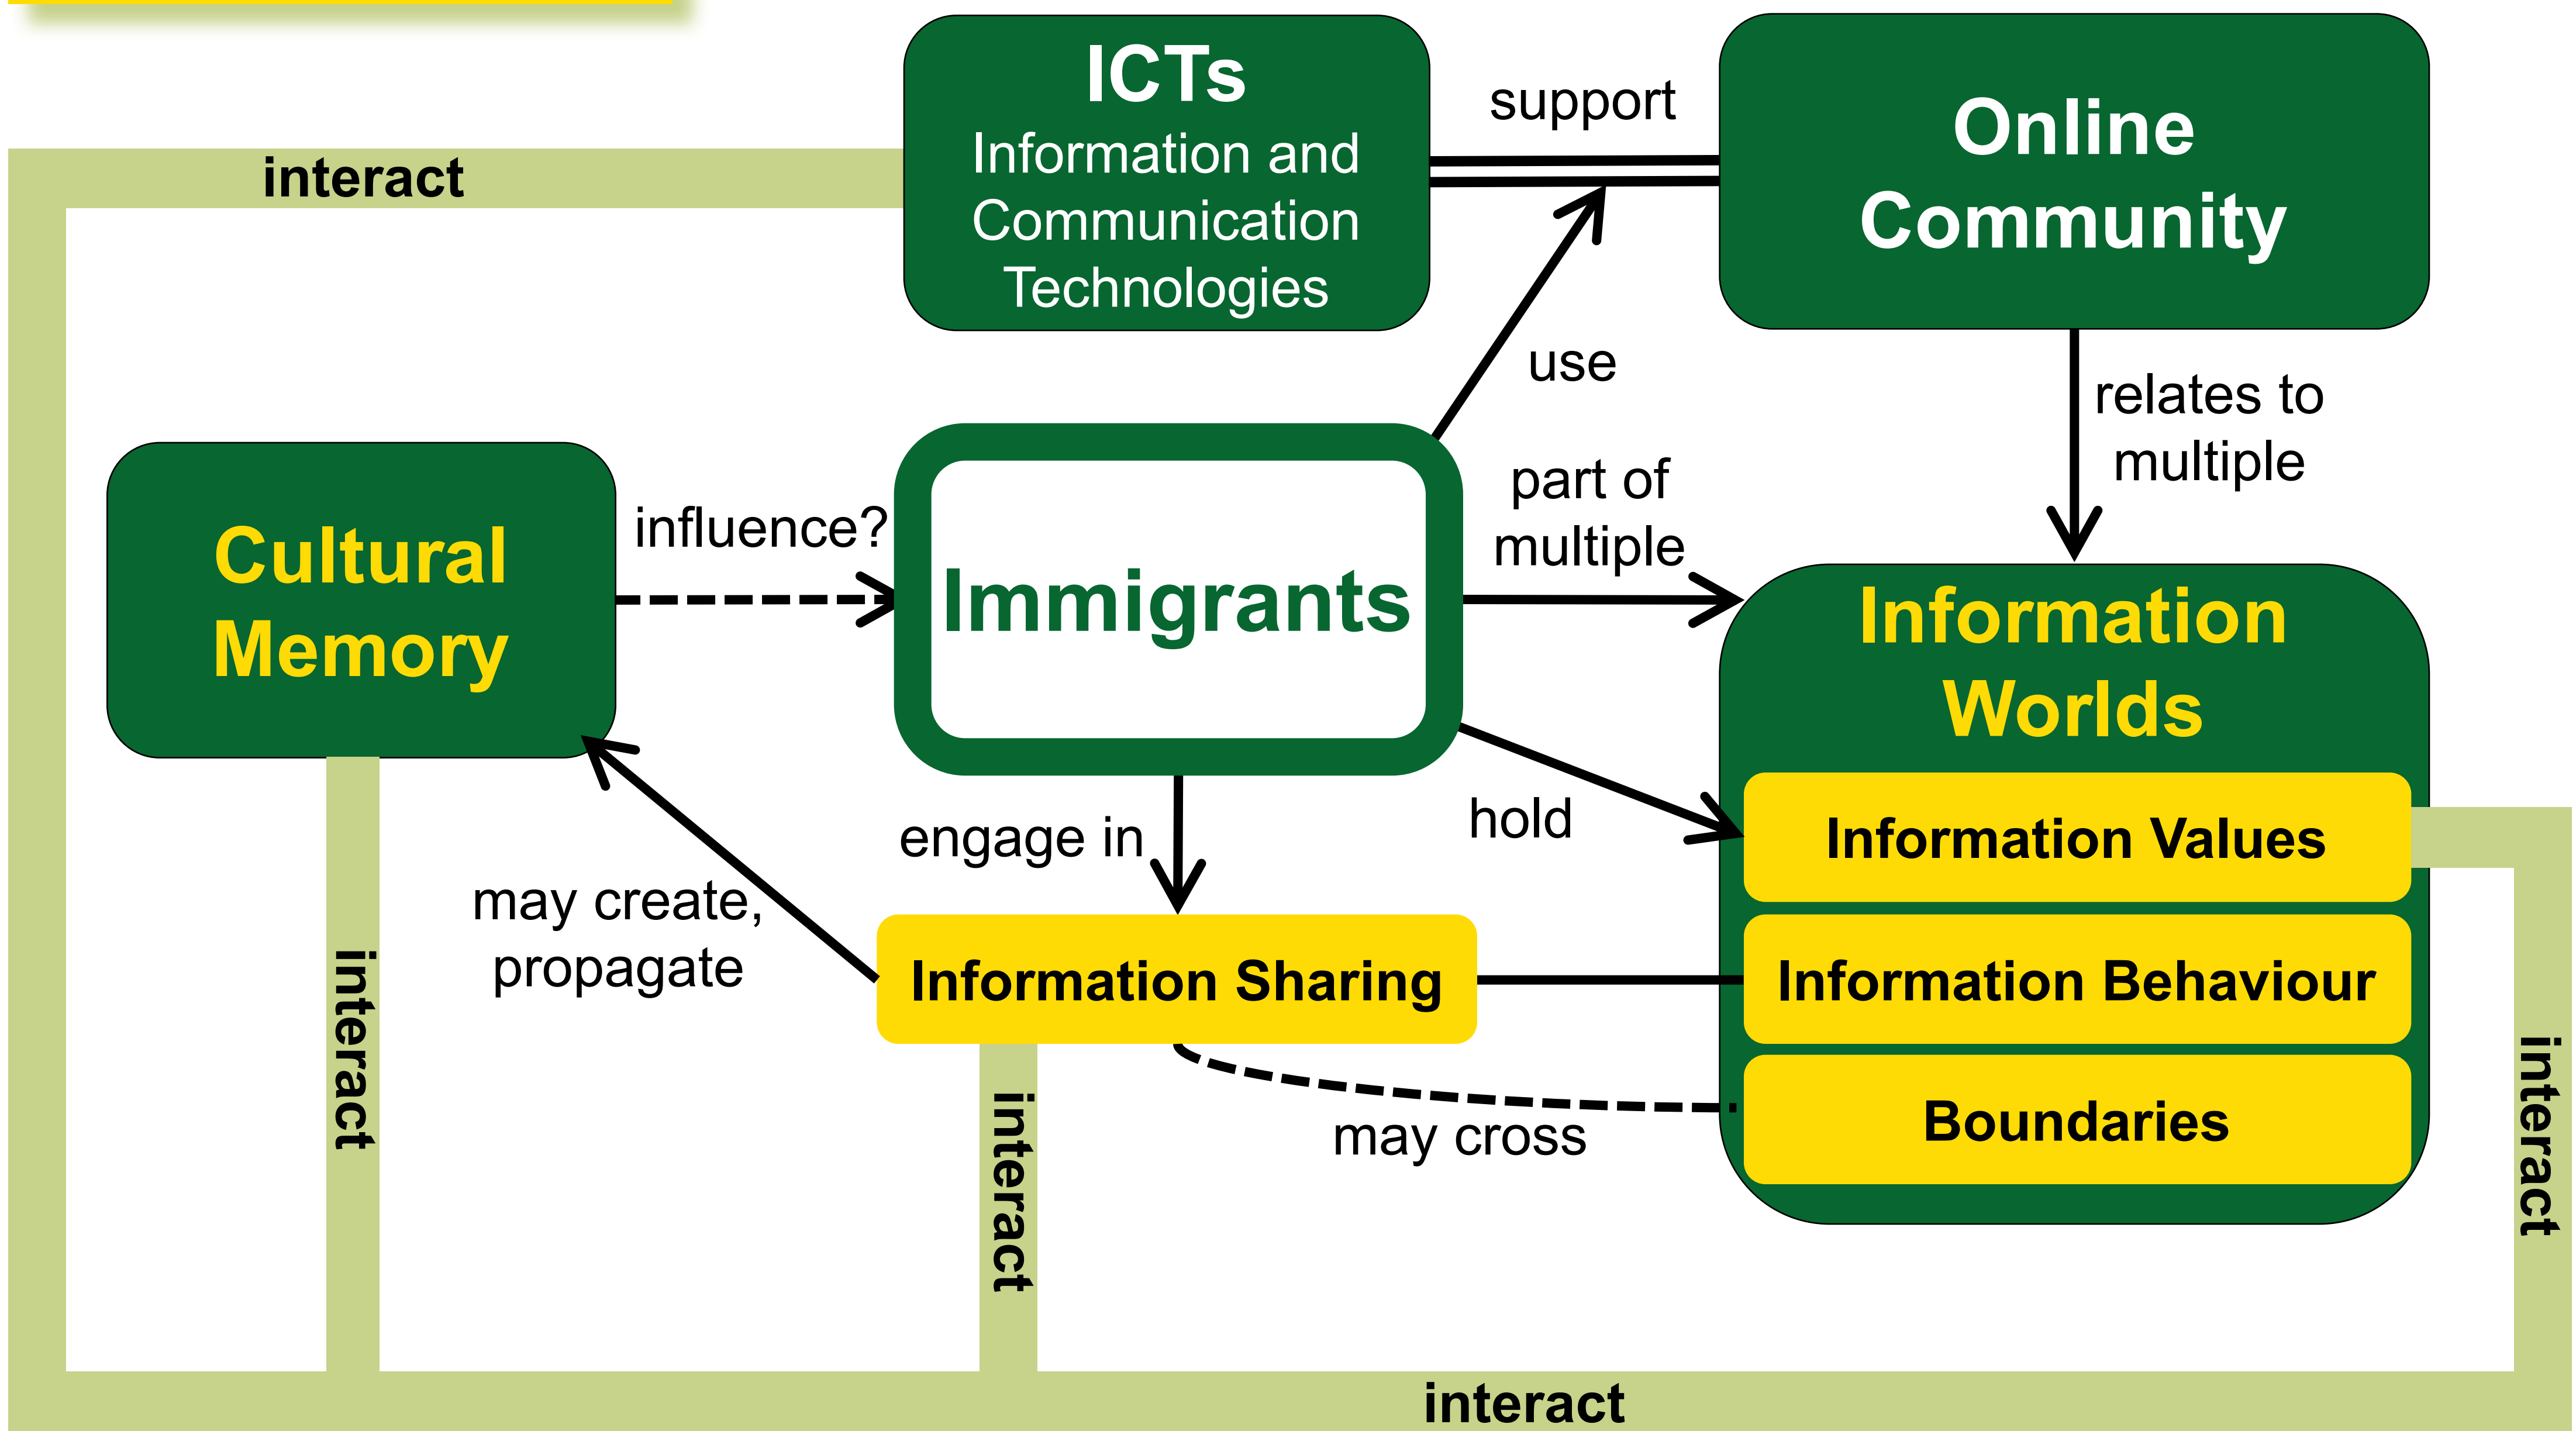 ICTs
Information and
Communication
Technologies
support
Online
Community
interact
use
relates to
multiple
Cultural
Memory
influence?
Immigrants
part of
multiple
Information
Worlds
hold
engage in
may create,
propagate
Information Sharing
Information Values
Information Behaviour
Boundaries
may cross
interact
interact
interact
interact